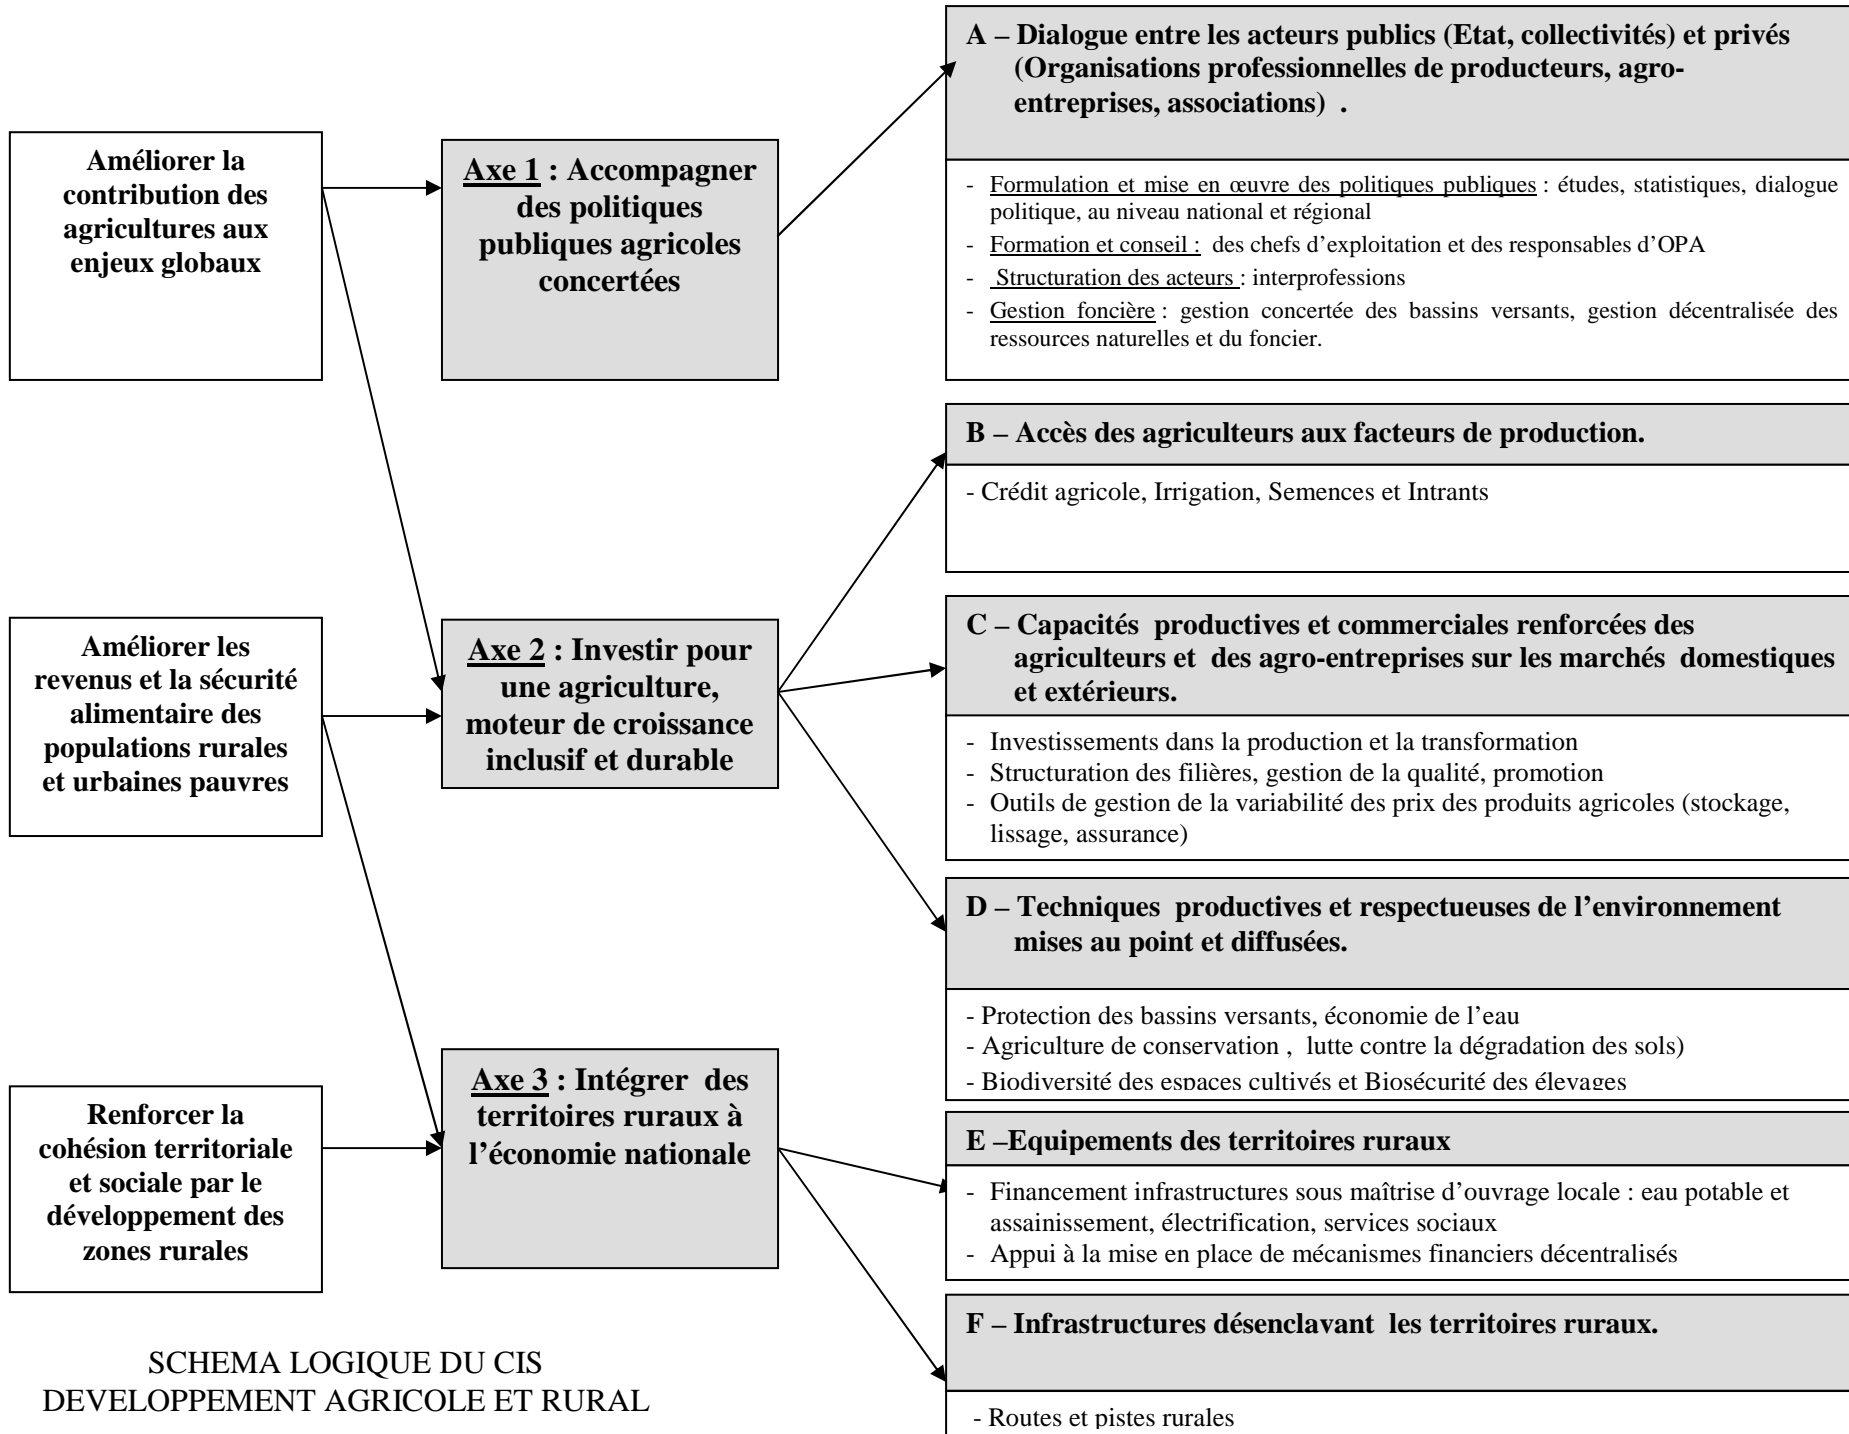 Améliorer la
contribution des
agricultures aux
enjeux globaux
Améliorer les
revenus et la sécurité
alimentaire des
populations rurales
et urbaines pauvres
Renforcer la
cohésion territoriale
et sociale par le
développement des
zones rurales
Axe 1 : Accompagner
des politiques
publiques agricoles
concertées
Axe 2 : Investir pour
une agriculture,
moteur de croissance
inclusif et durable
Axe 3 : Intégrer des
territoires ruraux à
l’économie nationale
A – Dialogue entre les acteurs publics (Etat, collectivités) et privés
(Organisations professionnelles de producteurs, agro-
entreprises, associations) .
- Formulation et mise en œuvre des politiques publiques : études, statistiques, dialogue
politique, au niveau national et régional
- Formation et conseil : des chefs d’exploitation et des responsables d’OPA
- Structuration des acteurs : interprofessions
- Gestion foncière : gestion concertée des bassins versants, gestion décentralisée des
ressources naturelles et du foncier.
B – Accès des agriculteurs aux facteurs de production.
- Crédit agricole, Irrigation, Semences et Intrants
C – Capacités productives et commerciales renforcées des
agriculteurs et des agro-entreprises sur les marchés domestiques
et extérieurs.
- Investissements dans la production et la transformation
- Structuration des filières, gestion de la qualité, promotion
- Outils de gestion de la variabilité des prix des produits agricoles (stockage,
lissage, assurance)
D – Techniques productives et respectueuses de l’environnement
mises au point et diffusées.
- Protection des bassins versants, économie de l’eau
- Agriculture de conservation , lutte contre la dégradation des sols)
- Biodiversité des espaces cultivés et Biosécurité des élevages
E –Equipements des territoires ruraux
- Financement infrastructures sous maîtrise d’ouvrage locale : eau potable et
assainissement, électrification, services sociaux
- Appui à la mise en place de mécanismes financiers décentralisés
F – Infrastructures désenclavant les territoires ruraux.
- Routes et pistes rurales
SCHEMA LOGIQUE DU CIS
DEVELOPPEMENT AGRICOLE ET RURAL